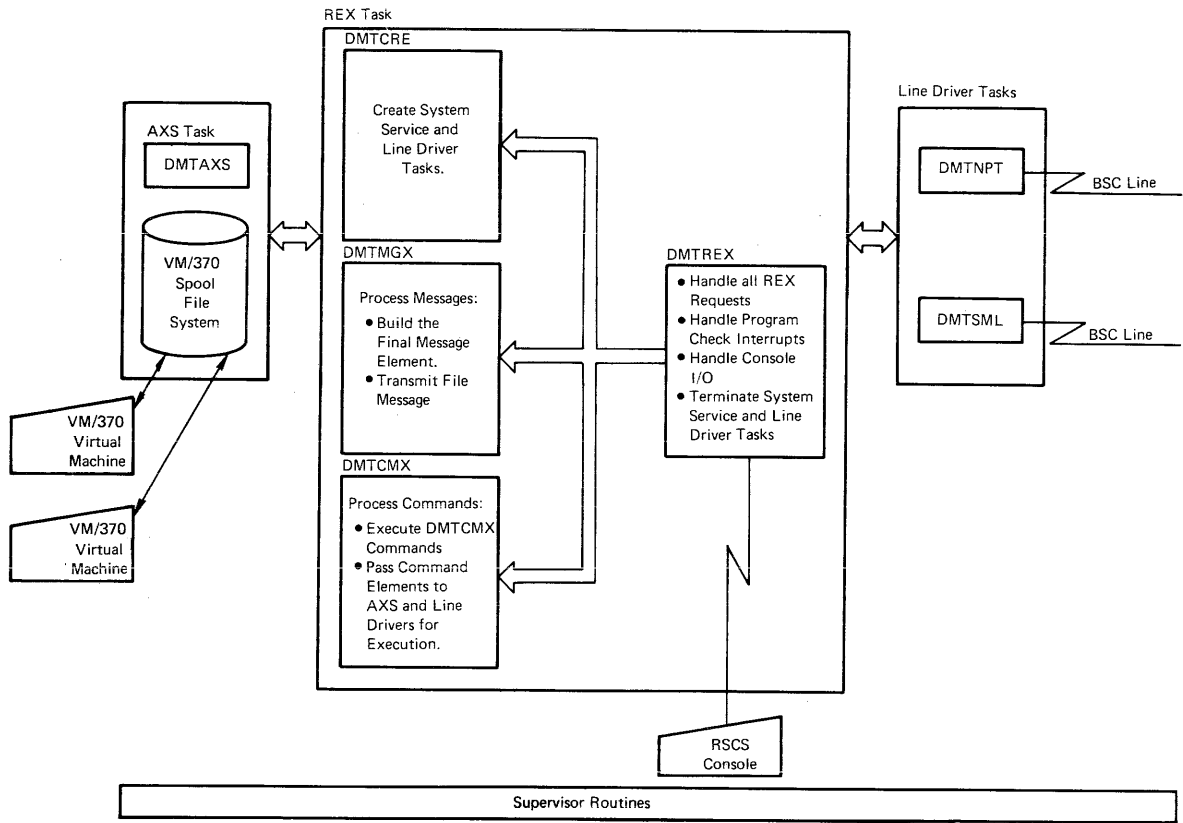 REX Task
DMTCRE
Create System
Service and
Line Driver
Tasks.
AXS Task
DMTAXS
VM/370
Spool
File
System
VM/370
Virtual
Machine
VM/370
Virtual
Machine
DMTMGX
Process Messages:
• Build the
Final Message
Element.
• Transmit File
Message
DMTCMX
Process Commands:
• Execute DMTCMX
Commands
• Pass Command
Elements to
AXS and Line
Drivers for
Execution.
DMTREX
• Handle all REX
Requests
• Handle Program
Check Interrupts
• Handle Console
I/O
• Terminate System
Service and Line
Driver Tasks
Line Driver Tasks
DMTNPT
BSC Line
DMTSML
BSC Line
RSCS
Console
Supervisor Routines